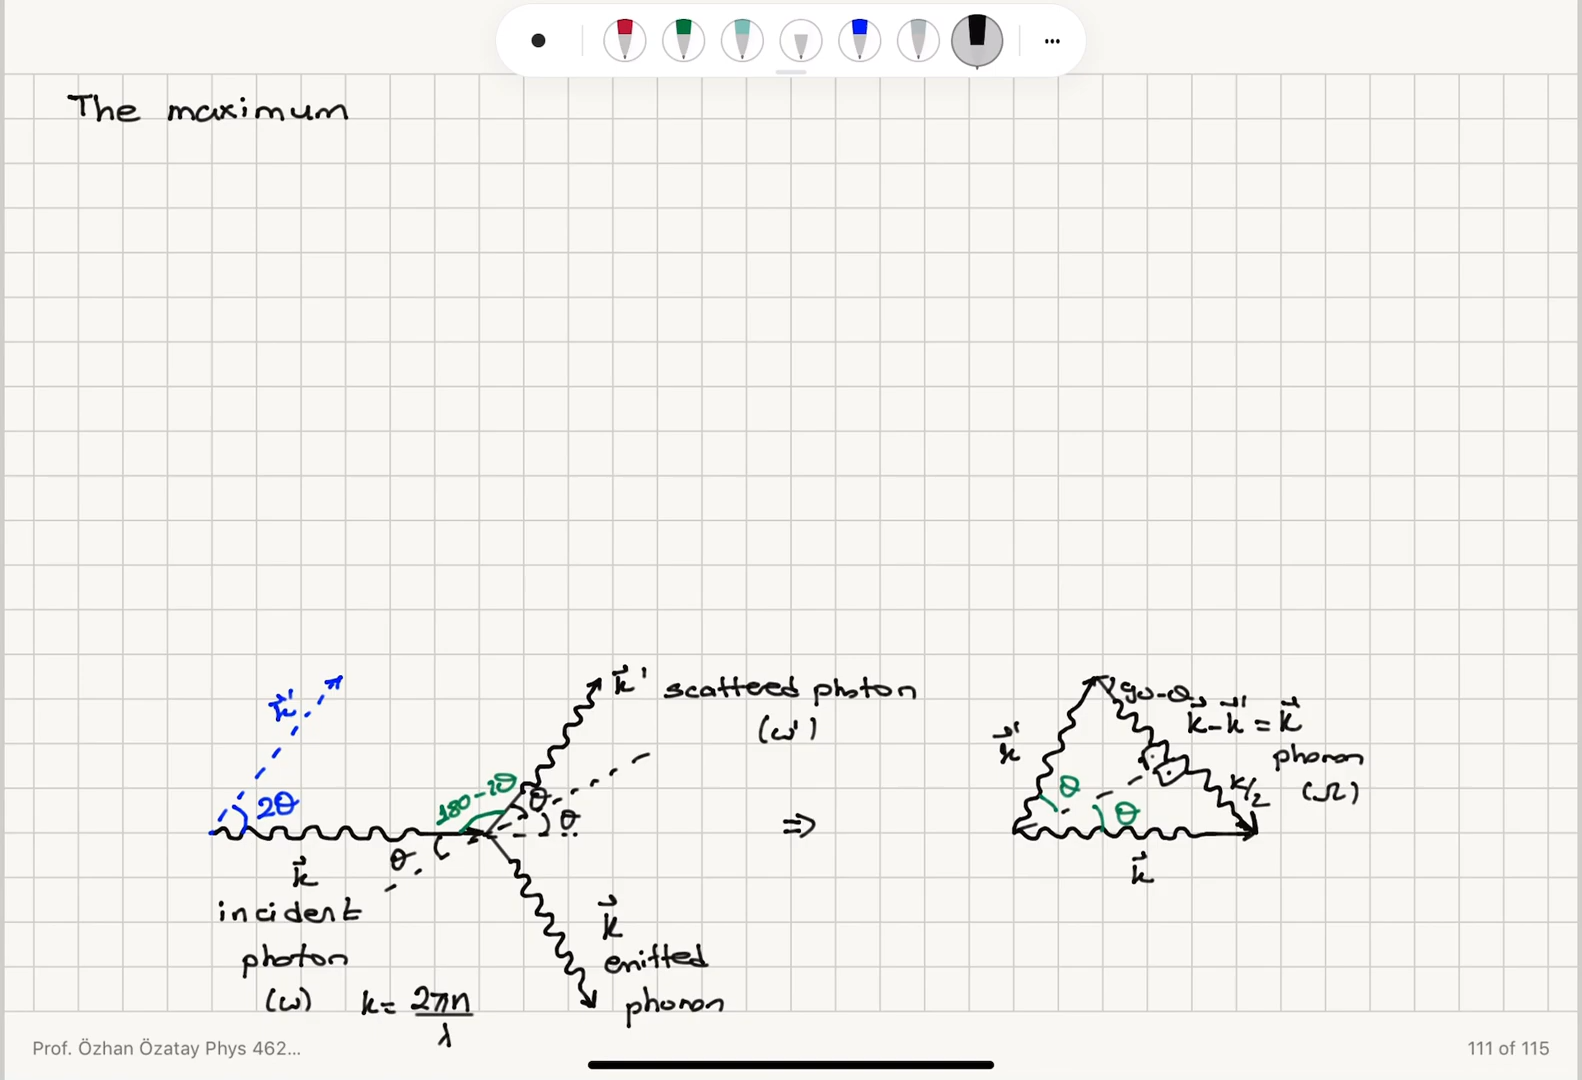 The maximum
k⃗' 2θ
k⃗
incident
photon
(ω) k = 2πn/λ
θ 180-2θ θ θ
k⃗' scatteed photon
(ω')
K⃗
emitted
phonon
⇒
k⃗' θ θ 90-θ
k⃗-k⃗' = K⃗
phonon
K/2 (Ω)
k⃗
Prof. Özhan Özatay Phys 462...
111 of 115